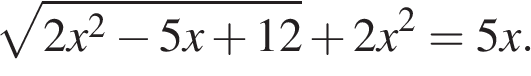 √(2x² − 5x + 12) + 2x² = 5x.